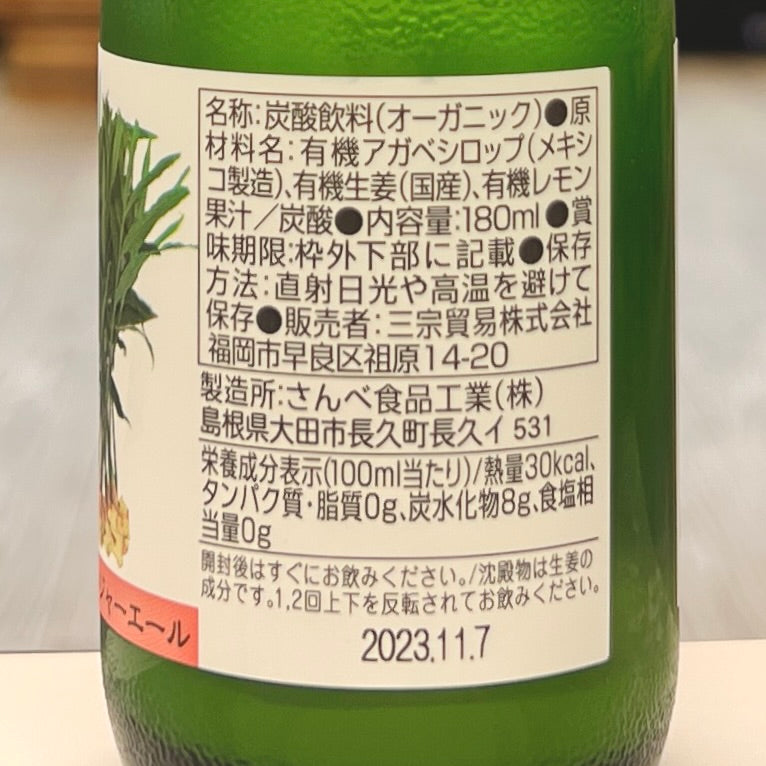 名称:炭酸飲料(オーガニック)●原
材料名:有機アガベシロップ(メキシ
コ製造)、有機生姜(国産)、有機レモン
果汁/炭酸●内容量:180ml●賞
味期限:枠外下部に記載●保存
方法:直射日光や高温を避けて
保存●販売者:三宗貿易株式会社
福岡市早良区祖原14-20
製造所:さんべ食品工業(株)
島根県大田市長久町長久イ 531
栄養成分表示(100ml当たり)/熱量30kcal、
タンパク質・脂質0g、炭水化物8g、食塩相
当量0g
開封後はすぐにお飲みください。/沈殿物は生姜の
成分です。1,2回上下を反転されてお飲みください。
ジャーエール
2023.11.7